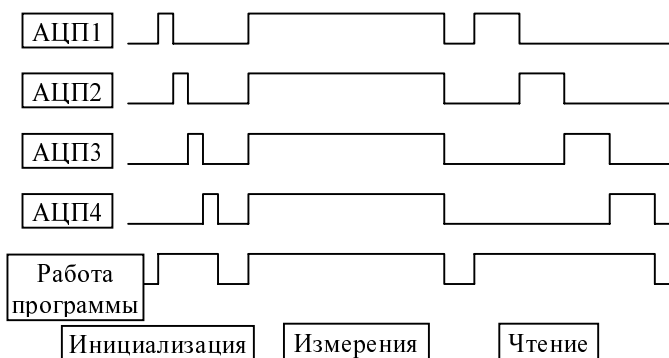 АЦП1
АЦП2
АЦП3
АЦП4
Работа
программы
Инициализация
Измерения
Чтение